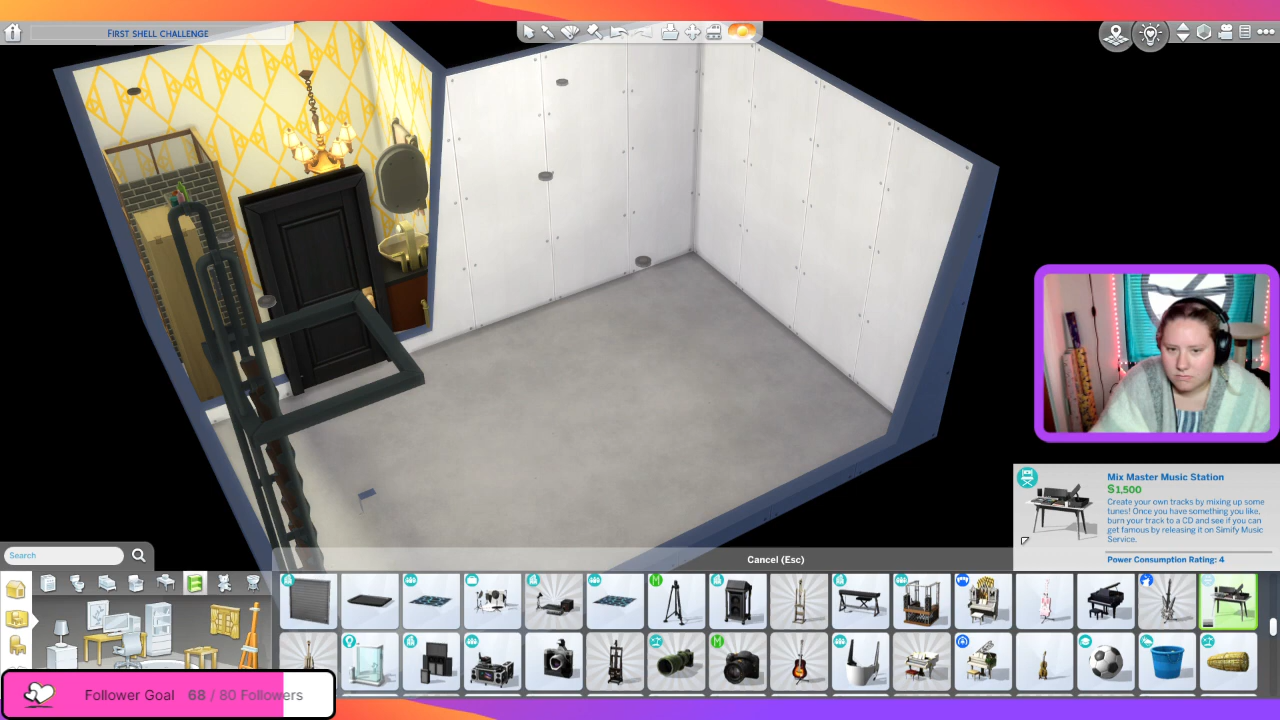 FIRST SHELL CHALLENGE
Mix Master Music Station
§1,500
Create your own tracks by mixing up some
tunes! Once you have something you like,
burn your track to a CD and see if you can
get famous by releasing it on Simify Music
Service.
Power Consumption Rating: 4
Search
Cancel (Esc)
Follower Goal 68 / 80 Followers